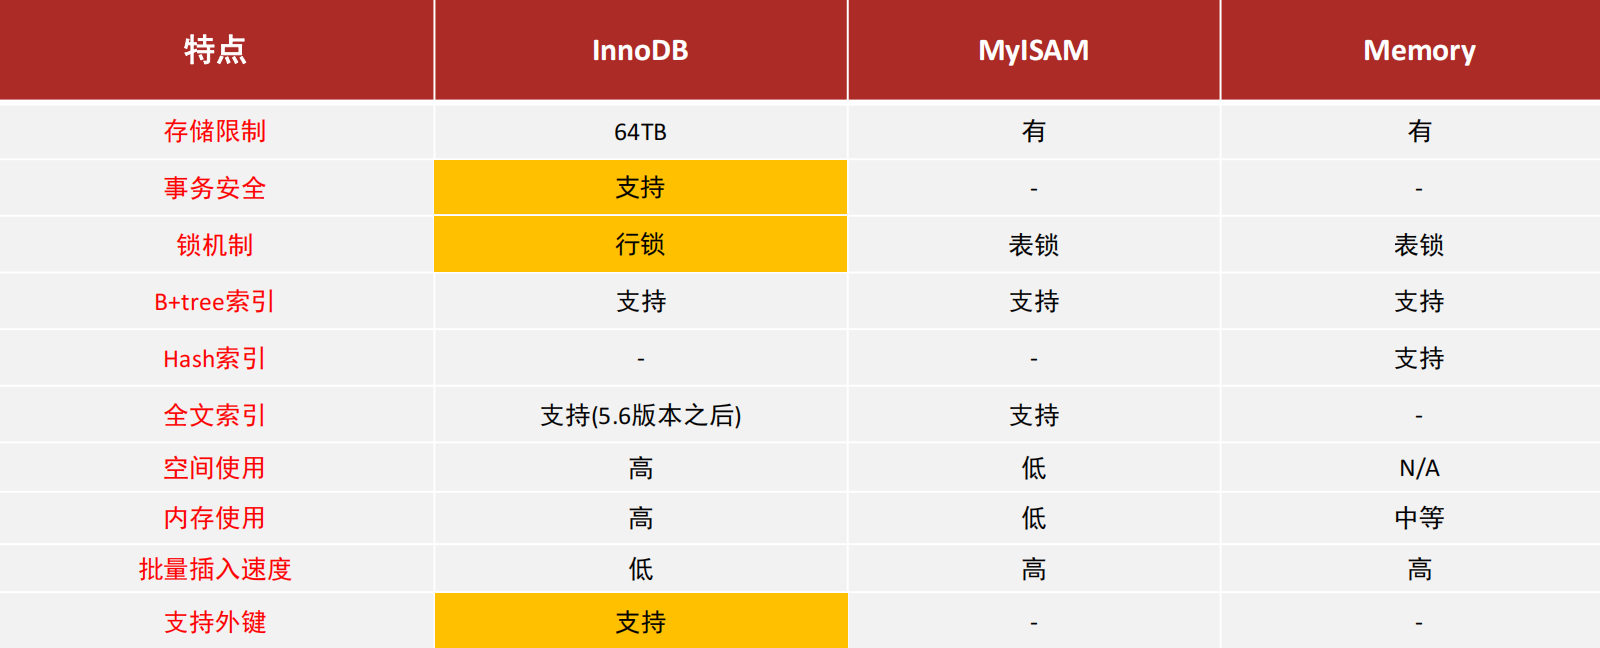 特点 InnoDB MyISAM Memory
存储限制 64TB 有 有
事务安全 支持 - -
锁机制 行锁 表锁 表锁
B+tree索引 支持 支持 支持
Hash索引 - - 支持
全文索引 支持(5.6版本之后) 支持 -
空间使用 高 低 N/A
内存使用 高 低 中等
批量插入速度 低 高 高
支持外键 支持 - -